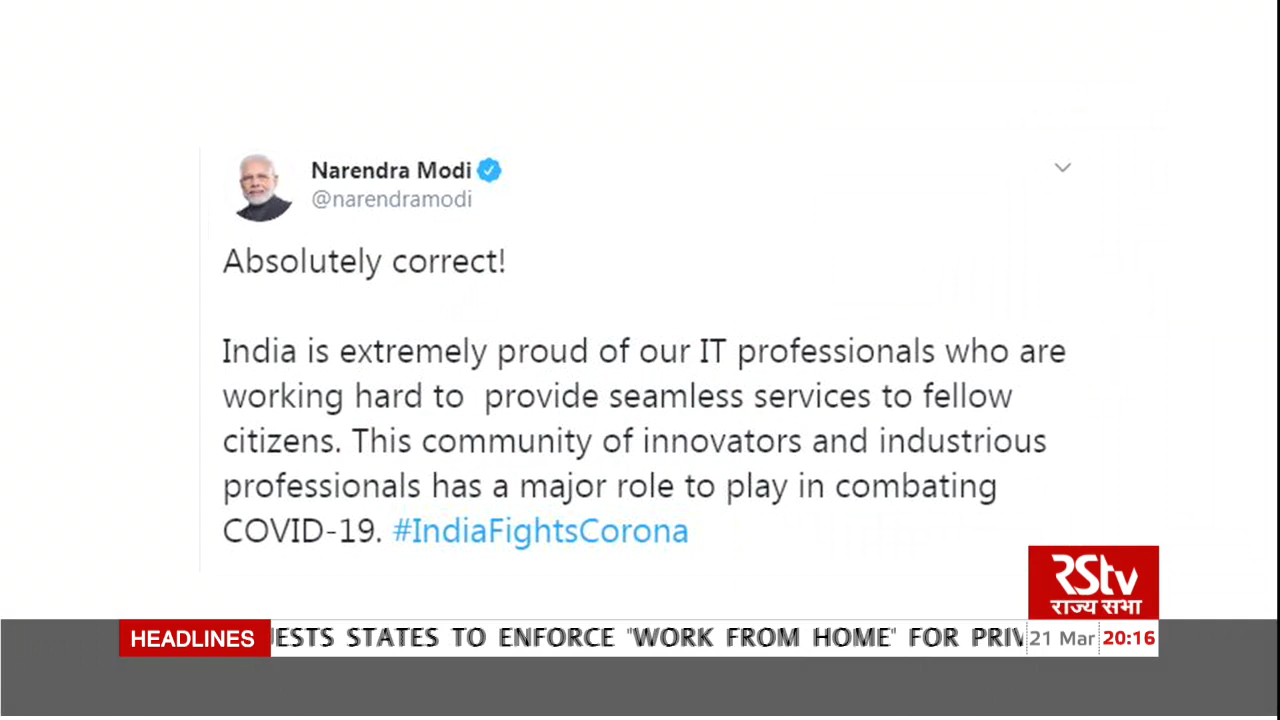 Narendra Modi
@narendramodi
Absolutely correct!
India is extremely proud of our IT professionals who are
working hard to provide seamless services to fellow
citizens. This community of innovators and industrious
professionals has a major role to play in combating
COVID-19. #IndiaFightsCorona
RStv
राज्य सभा
HEADLINES STATES TO ENFORCE "WORK FROM HOME" FOR 21 Mar 20:16